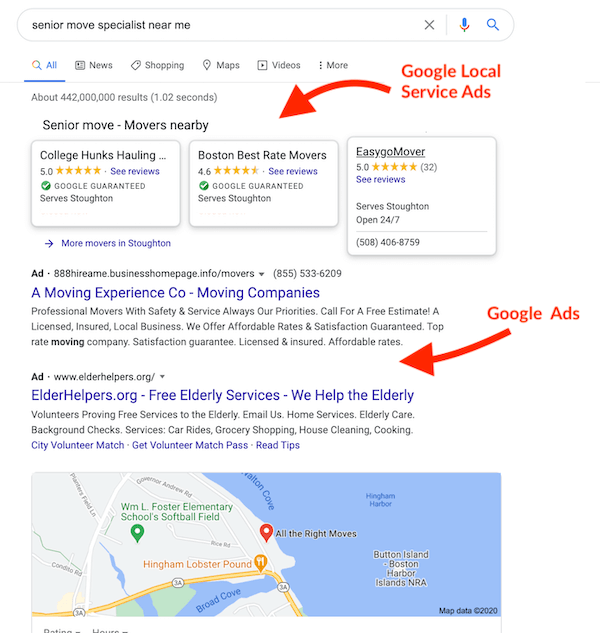 senior move specialist near me
All News Shopping Maps Videos More
About 442,000,000 results (1.02 seconds)
Google Local
Service Ads
Senior move - Movers nearby
College Hunks Hauling ...
5.0 · See reviews
GOOGLE GUARANTEED
Serves Stoughton
Boston Best Rate Movers
4.6 · See reviews
GOOGLE GUARANTEED
Serves Stoughton
EasygoMover
5.0 (32)
See reviews
Serves Stoughton
Open 24/7
(508) 406-8759
More movers in Stoughton
Ad · 888hireame.businesshomepage.info/movers (855) 533-6209
A Moving Experience Co - Moving Companies
Professional Movers With Safety & Service Always Our Priorities. Call For A Free Estimate! A
Licensed, Insured, Local Business. We Offer Affordable Rates & Satisfaction Guaranteed. Top
rate moving company. Satisfaction guarantee. Licensed & insured. Affordable rates.
Google Ads
Ad · www.elderhelpers.org/
ElderHelpers.org - Free Elderly Services - We Help the Elderly
Volunteers Proving Free Services to the Elderly. Email Us. Home Services. Elderly Care.
Background Checks. Services: Car Rides, Grocery Shopping, House Cleaning, Cooking.
City Volunteer Match · Get Volunteer Match Pass · Read Tips
Planters Field Ln
Governor Andrew Rd
Walton Cove
Hingham
Harbor
Wm. L. Foster Elementary
School's Softball Field
All the Right Moves
Rice Rd
Condito Rd
Hingham Lobster Pound
Button Island
- Boston
Harbor
Islands NRA
3A
3A
3A
Broad Cove
Map data ©2020
Rating Hours